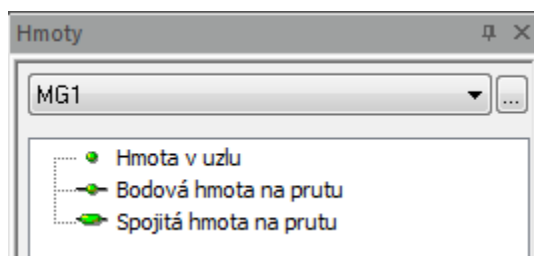 Hmoty
MG1
...
Hmota v uzlu
Bodová hmota na prutu
Spojitá hmota na prutu